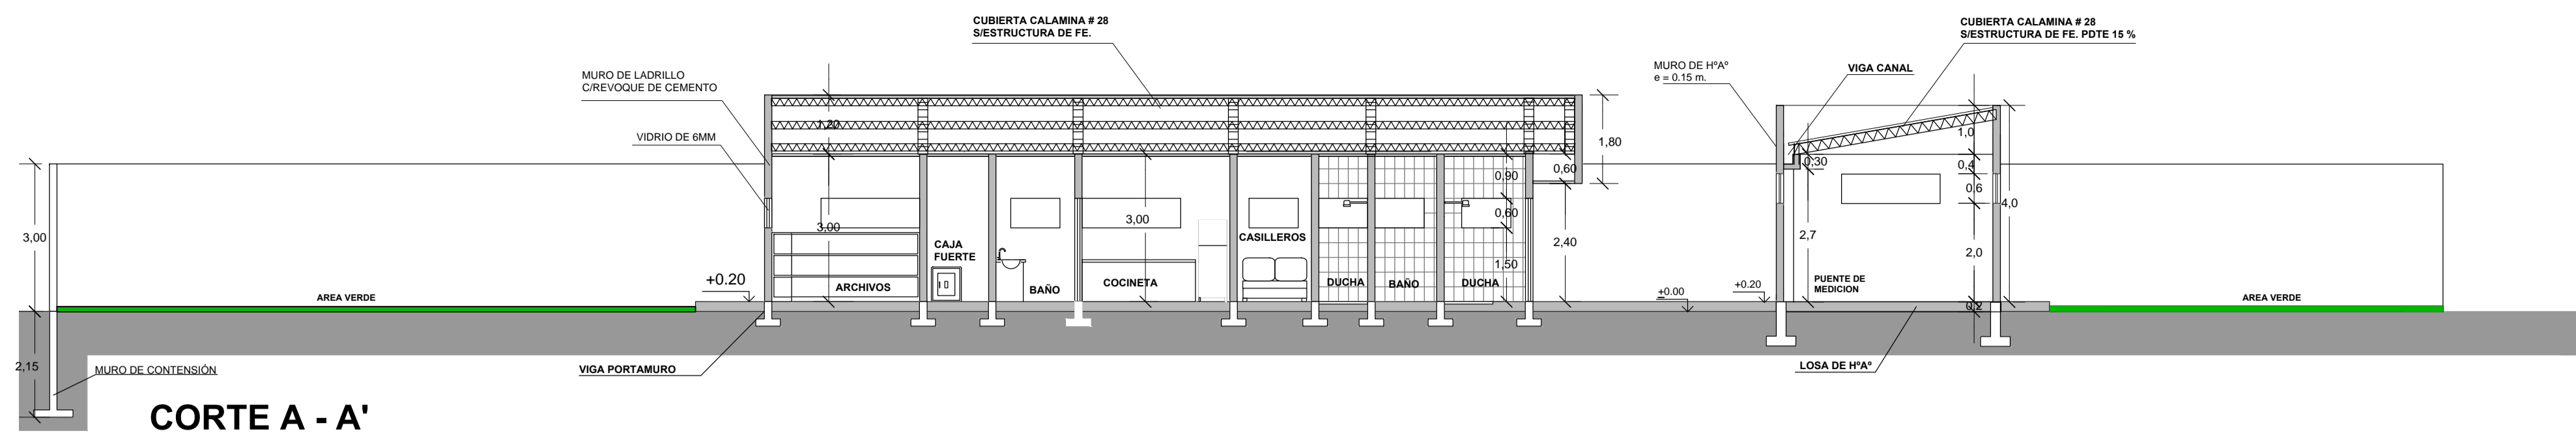 CUBIERTA CALAMINA # 28
S/ESTRUCTURA DE FE.
CUBIERTA CALAMINA # 28
S/ESTRUCTURA DE FE. PDTE 15 %
MURO DE LADRILLO
C/REVOQUE DE CEMENTO
MURO DE HºAº
e = 0.15 m.
VIGA CANAL
VIDRIO DE 6MM
1,20
1,80
1,0
0,30
0,4
0,90
0,60
0,6
4,0
3,00
3,00
3,00
0,60
2,40
2,7
2,0
CAJA
FUERTE
CASILLEROS
1,50
+0.20
ARCHIVOS
BAÑO
COCINETA
DUCHA
BAÑO
DUCHA
+0.00
+0.20
PUENTE DE
MEDICION
0,2
AREA VERDE
AREA VERDE
2,15
MURO DE CONTENSIÓN
VIGA PORTAMURO
LOSA DE HºAº
CORTE A - A'